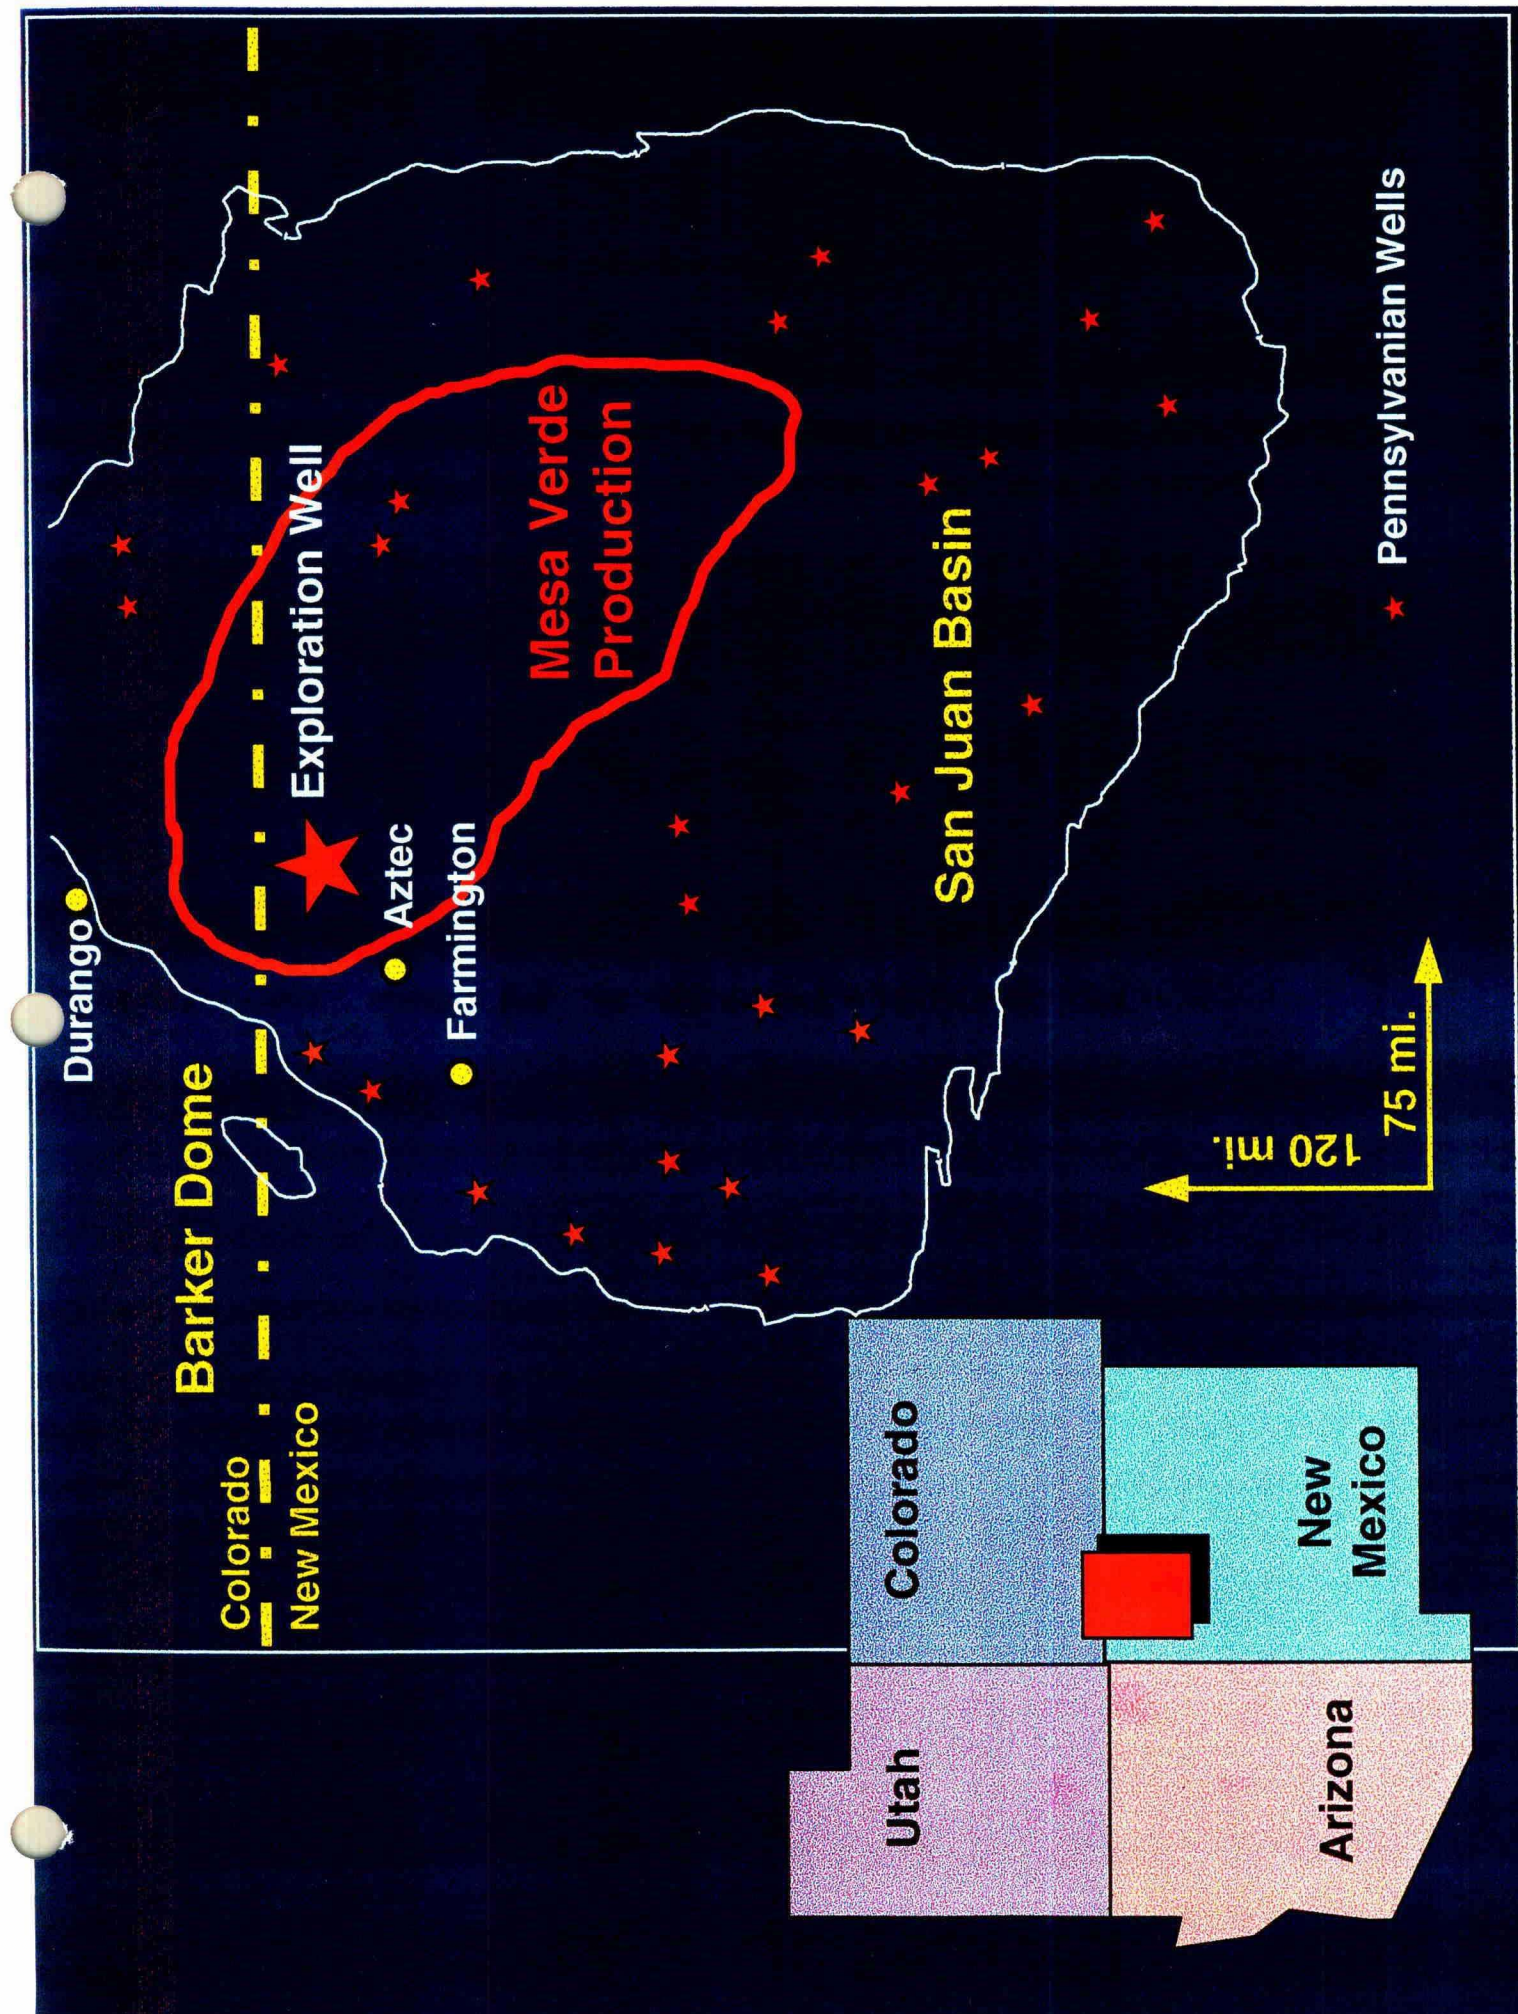 Durango
Barker Dome
Colorado
New Mexico
Exploration Well
Aztec
Farmington
Mesa Verde
Production
San Juan Basin
120 mi.
75 mi.
Pennsylvanian Wells
Utah
Colorado
Arizona
New
Mexico